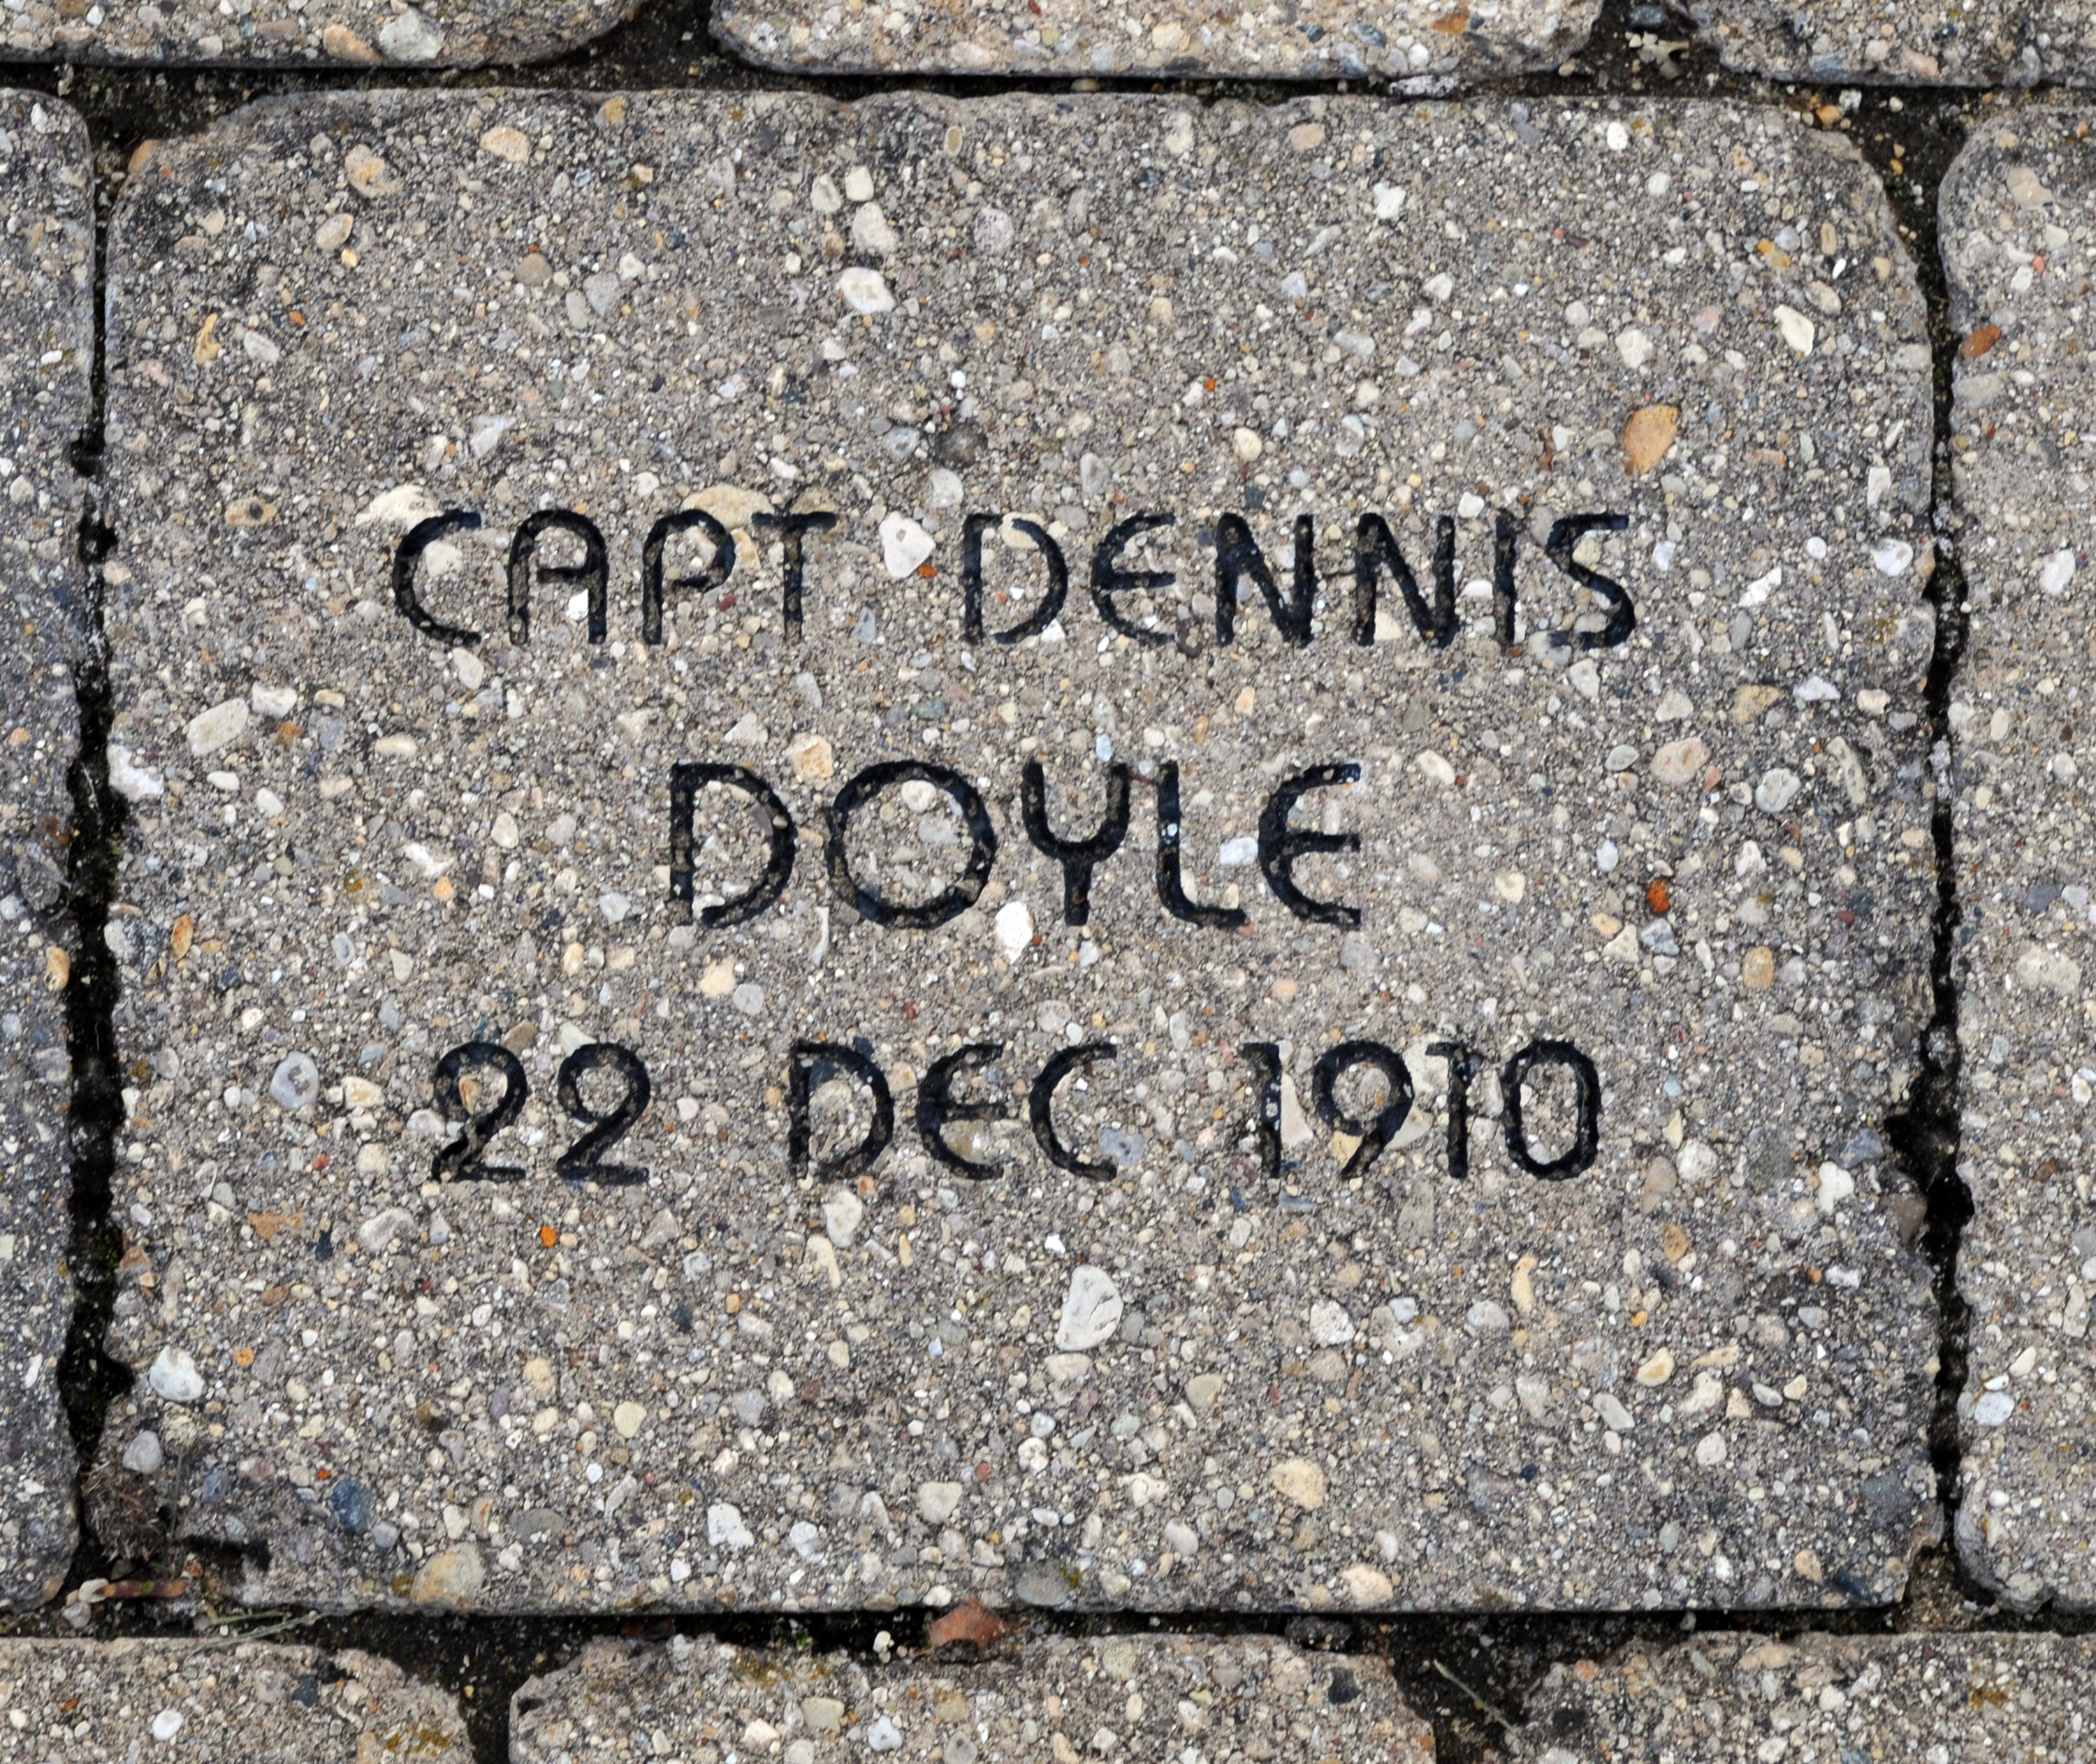 CAPT DENNIS
DOYLE
22 DEC 1910